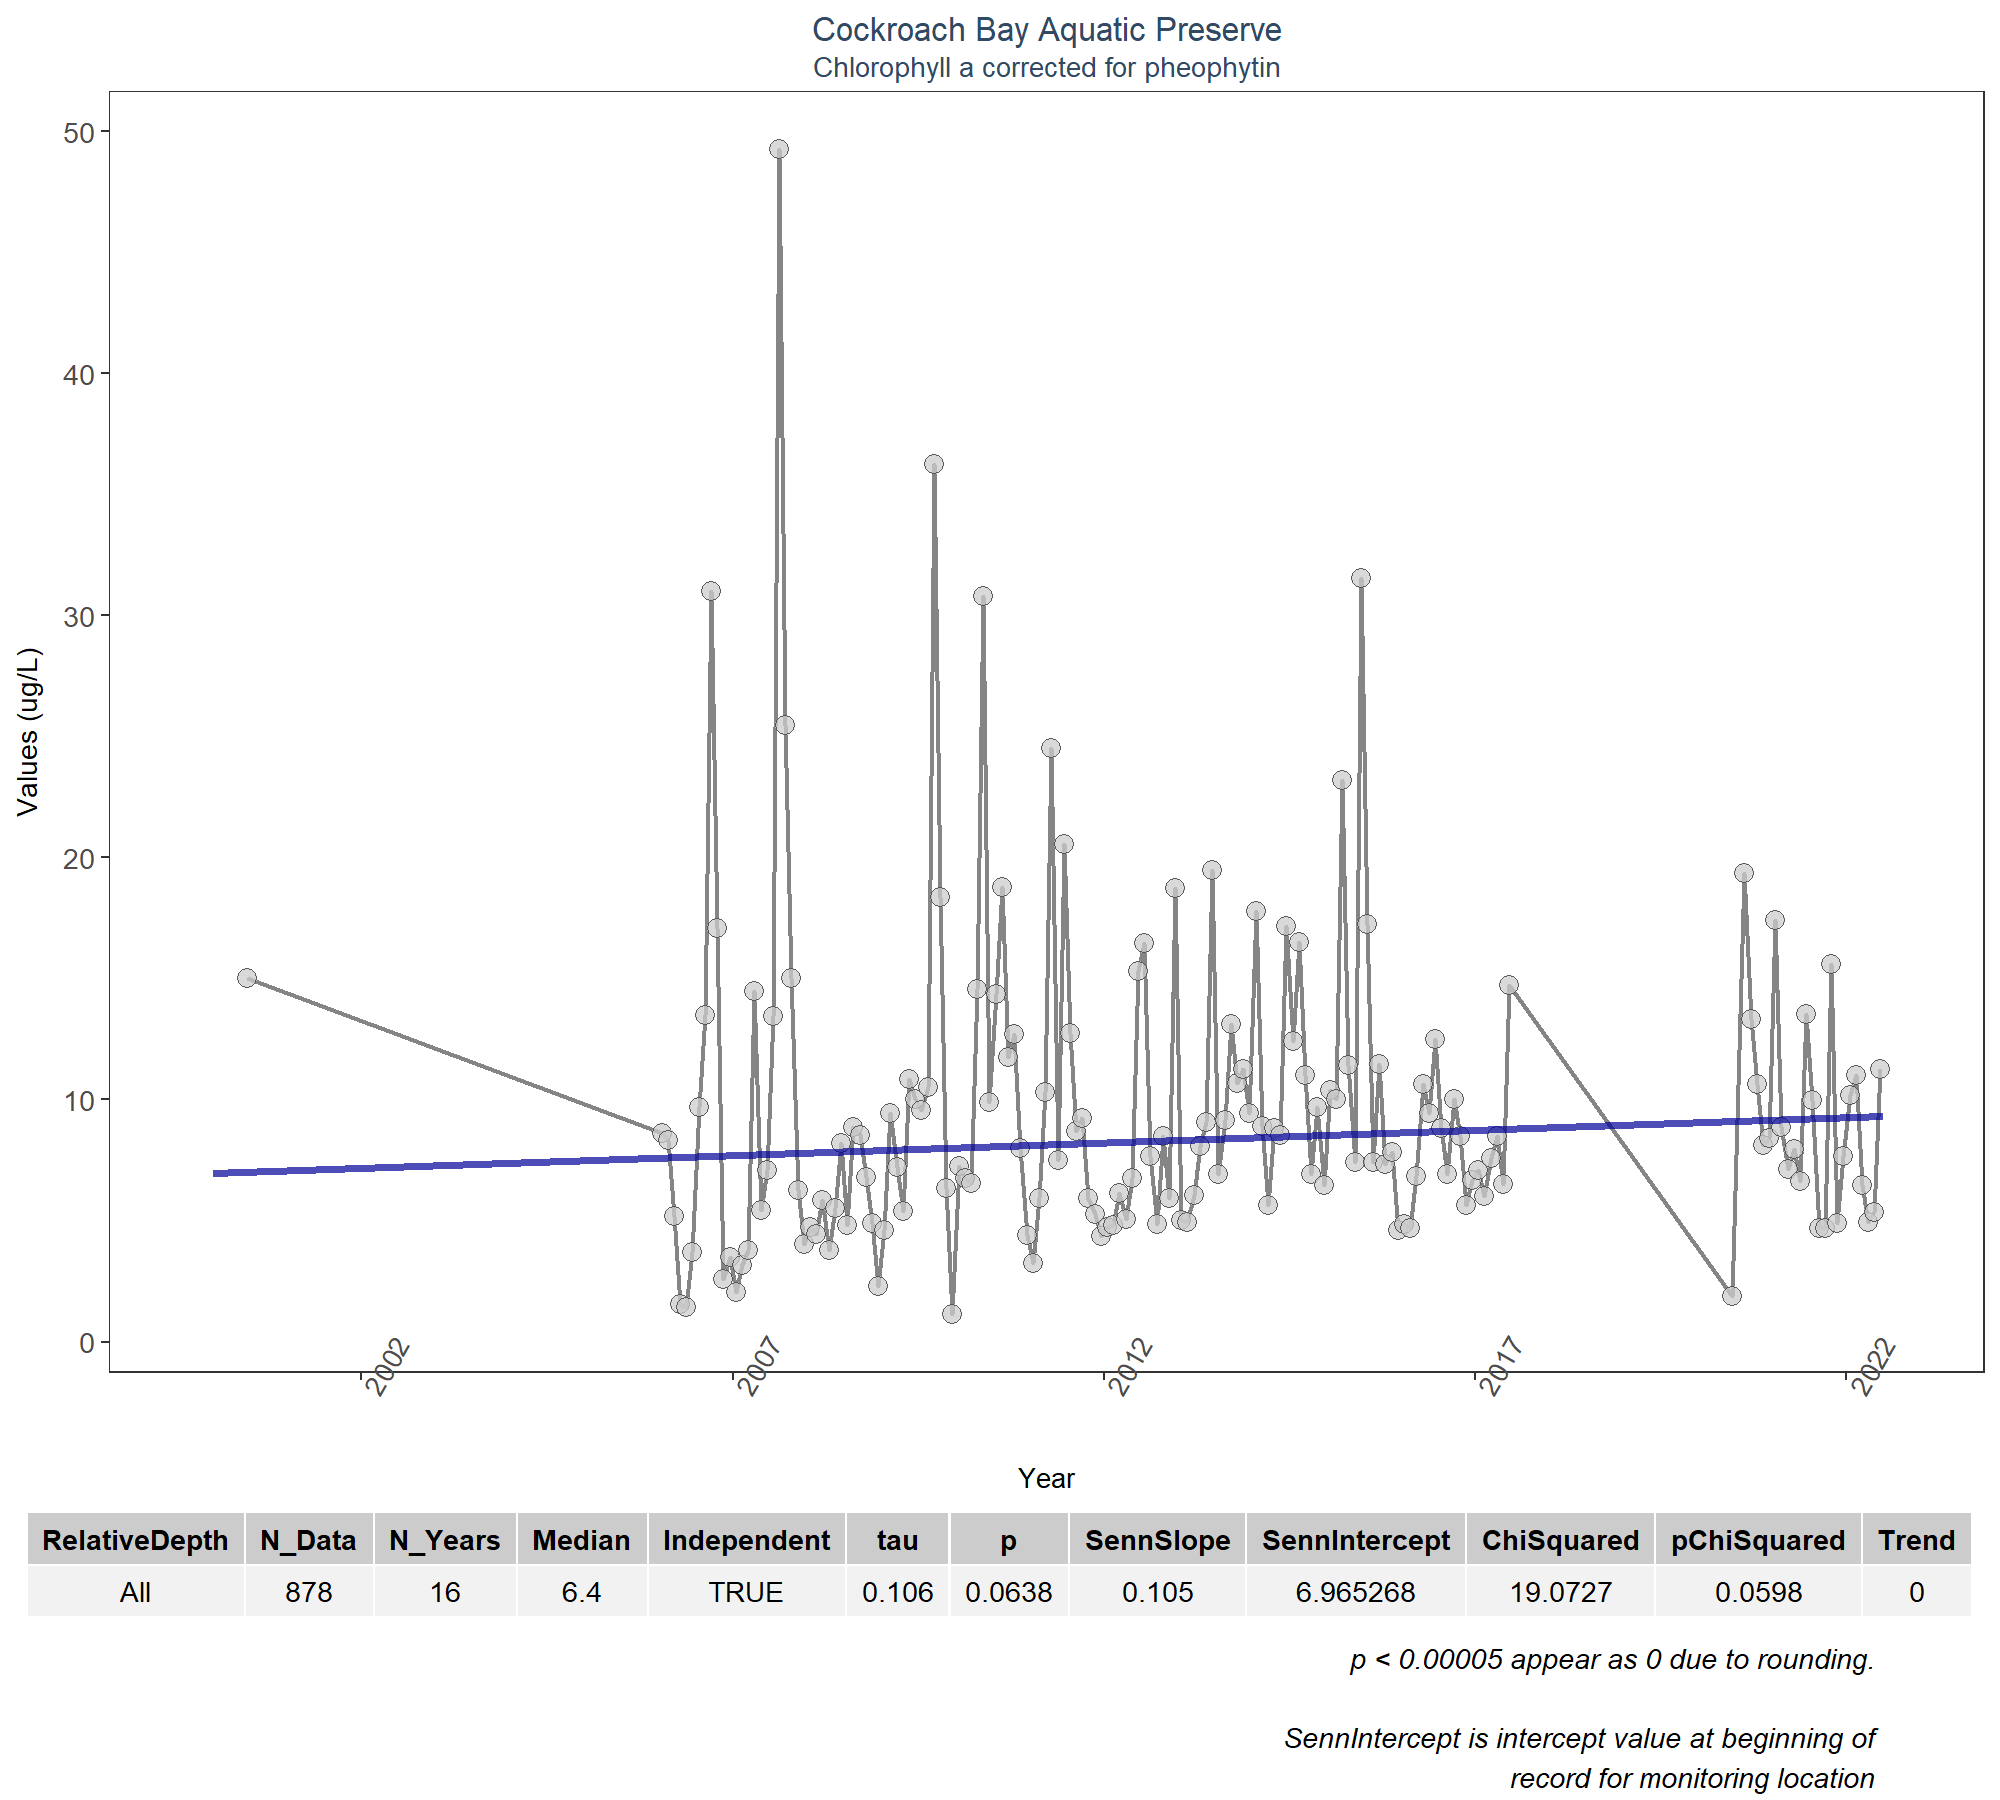 Cockroach Bay Aquatic Preserve
Chlorophyll a corrected for pheophytin
50
40
30
20
10
0
Values (ug/L)
2002
2007
2012
2017
2022
Year
RelativeDepth N_Data N_Years Median Independent tau p SennSlope SennIntercept ChiSquared pChiSquared Trend
All 878 16 6.4 TRUE 0.106 0.0638 0.105 6.965268 19.0727 0.0598 0
p < 0.00005 appear as 0 due to rounding.
SennIntercept is intercept value at beginning of
record for monitoring location